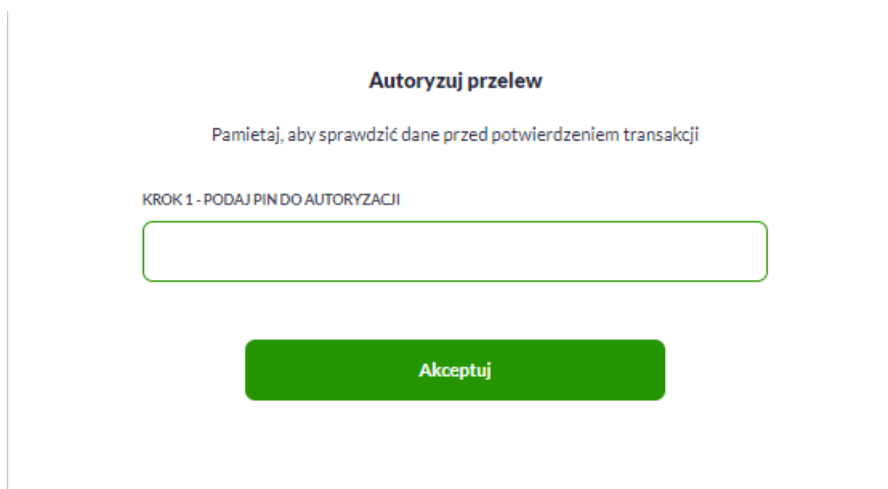 Autoryzuj przelew
Pamietaj, aby sprawdzić dane przed potwierdzeniem transakcji
KROK 1 - PODAJ PIN DO AUTORYZACJI
Akceptuj